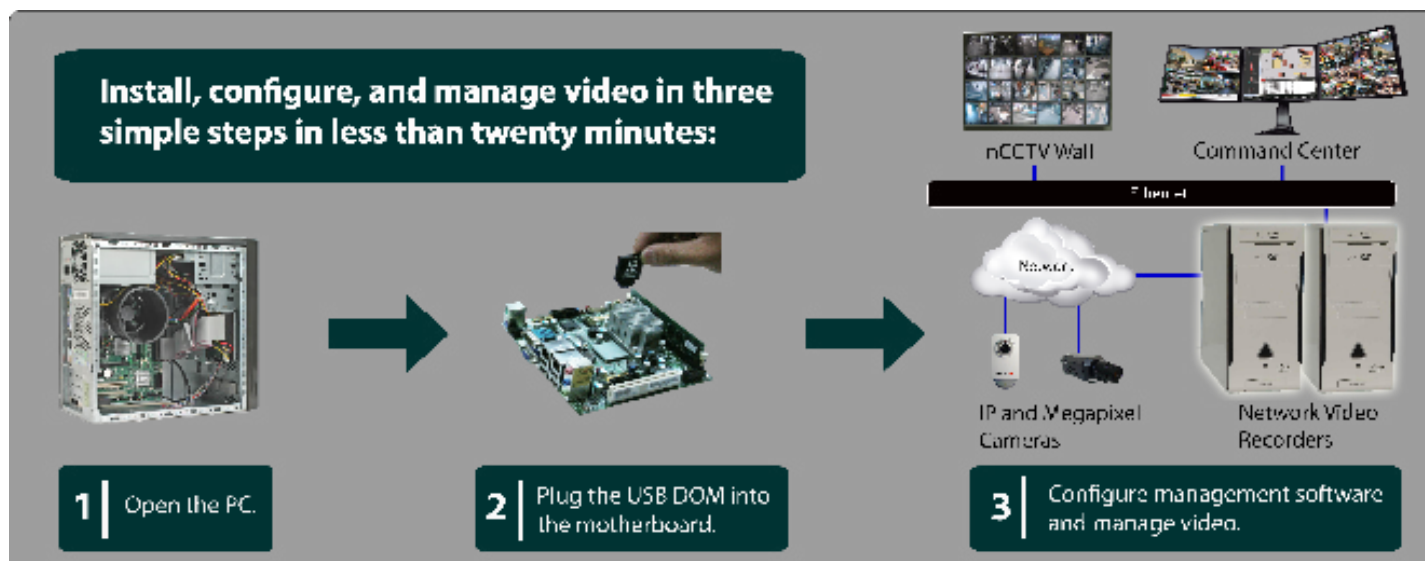 Install, configure, and manage video in three
simple steps in less than twenty minutes:
nCCTV Wall
Command Center
Ethernet
Network
IP and Megapixel
Cameras
Network Video
Recorders
1
Open the PC.
2
Plug the USB DOM into
the motherboard.
3
Configure management software
and manage video.